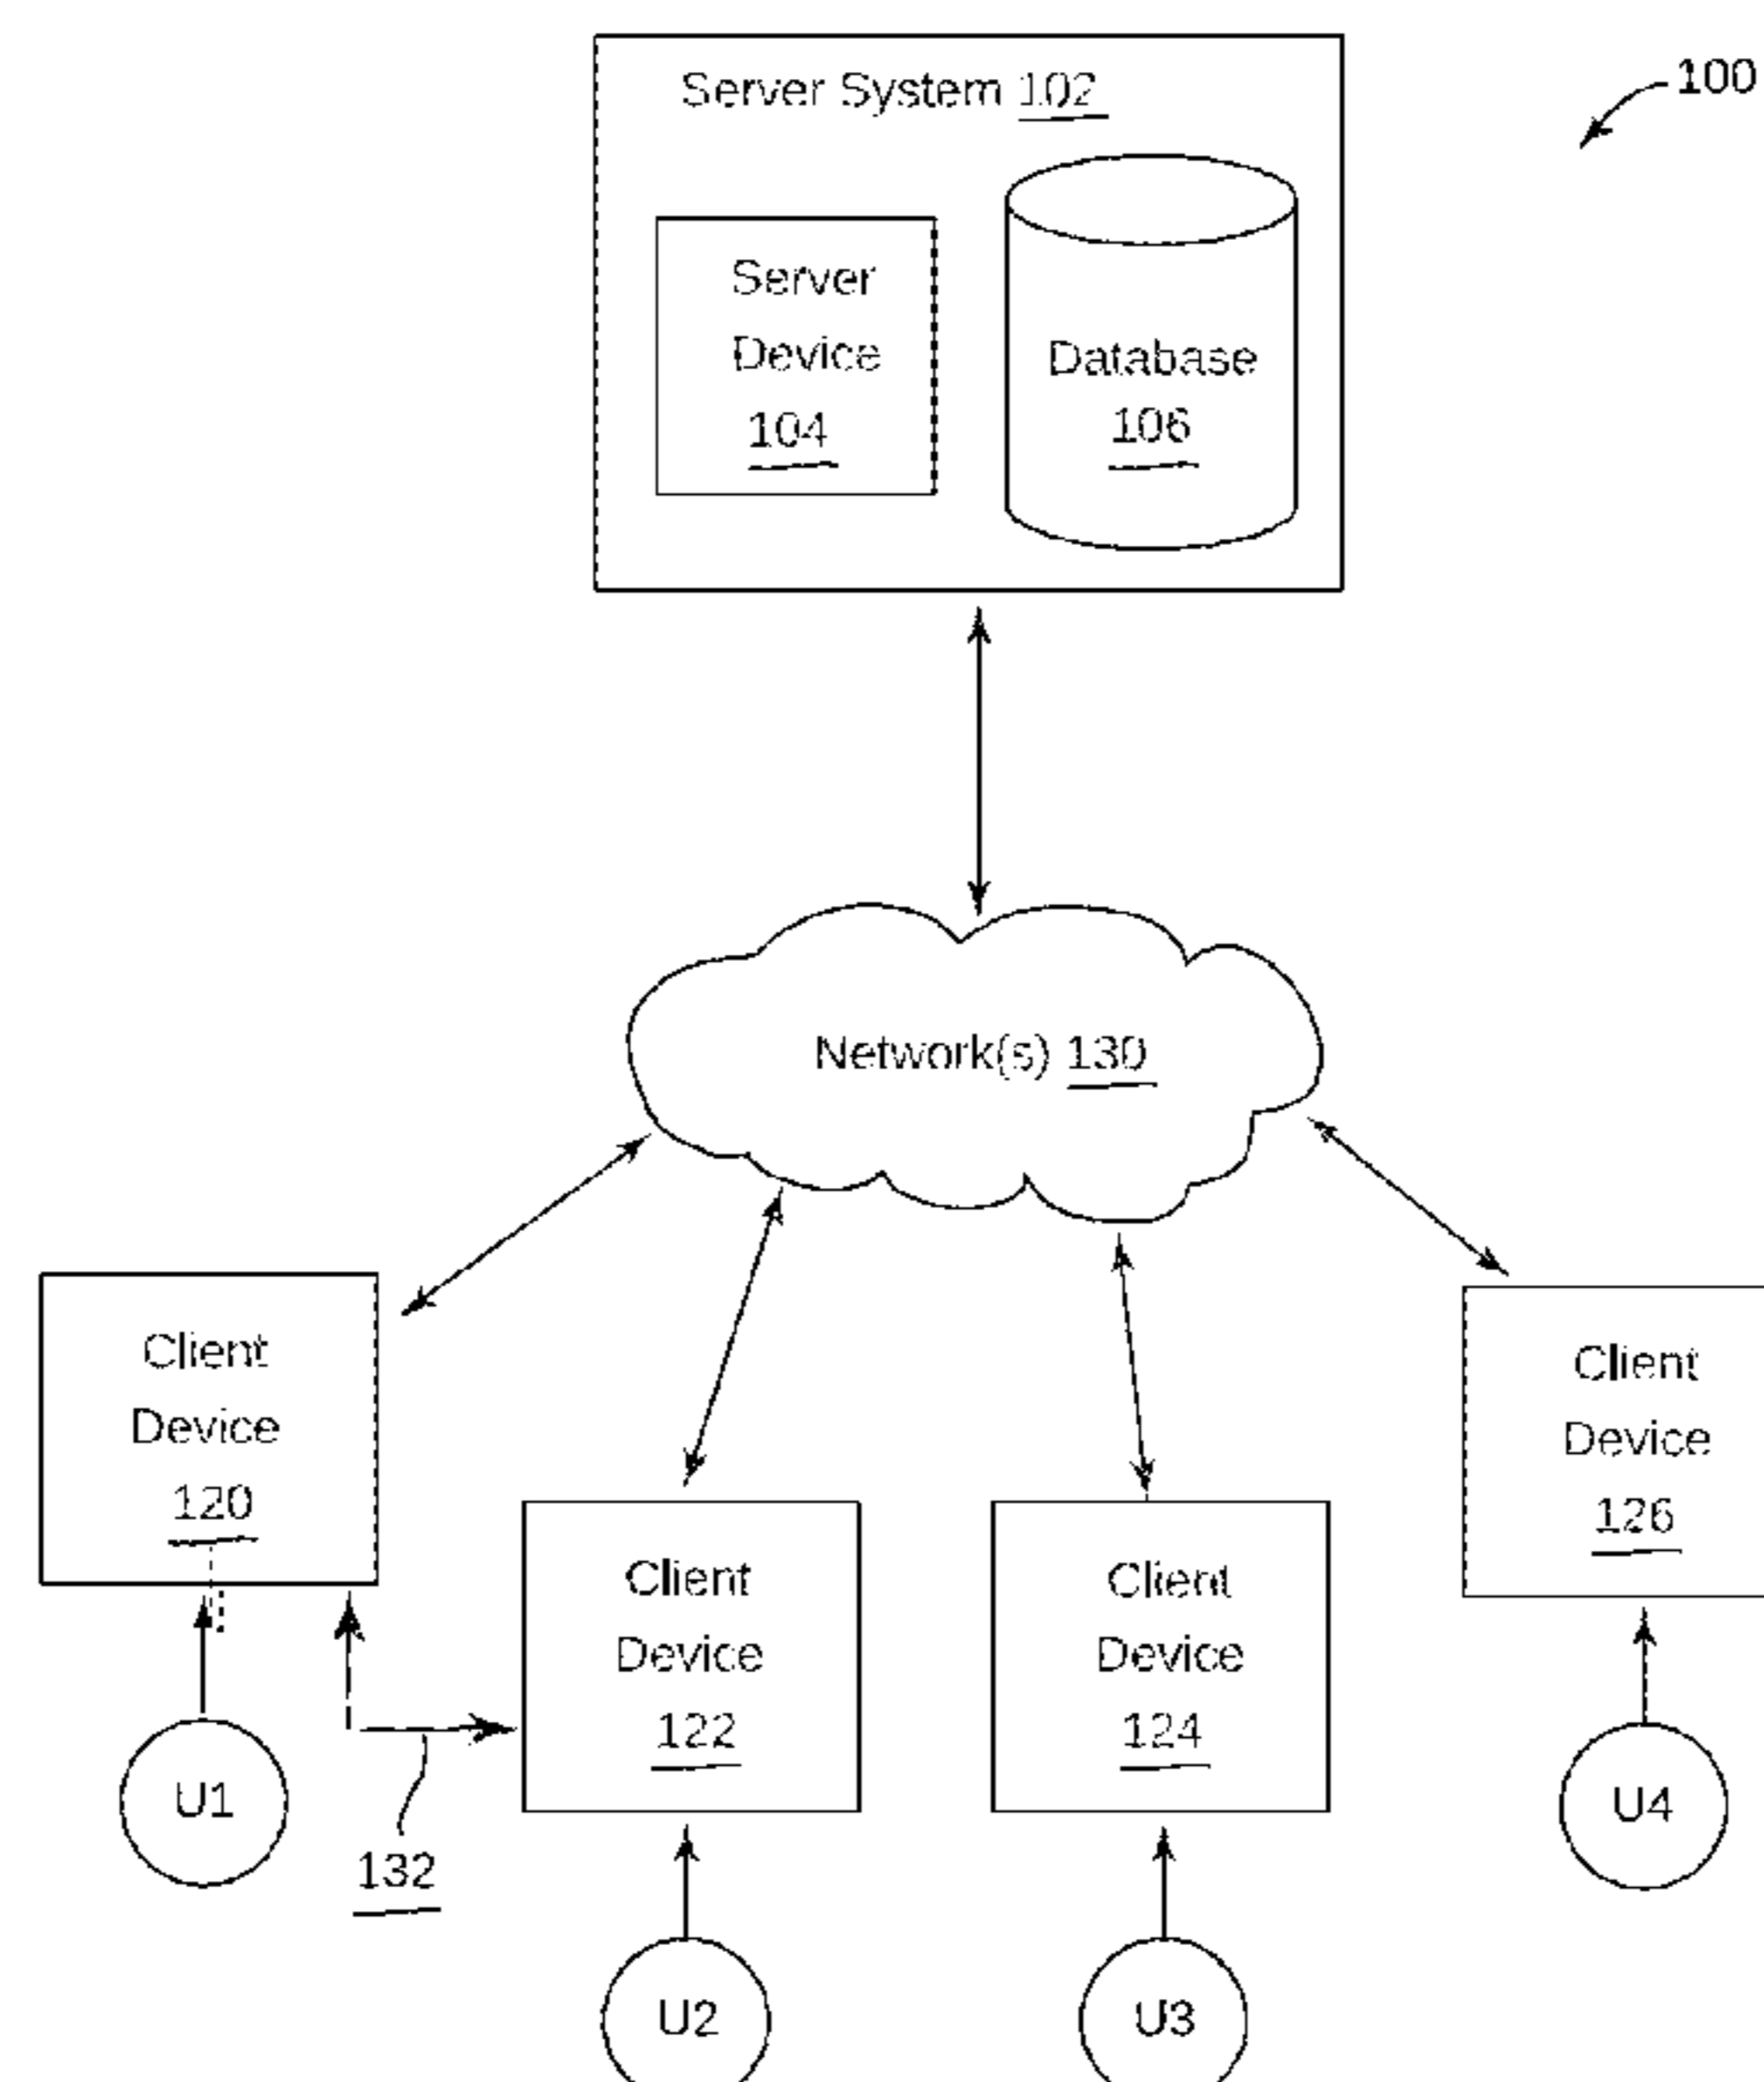 Server System 102
100
Server
Device
104
Database
106
Network(s) 130
Client
Device
120
Client
Device
126
Client
Device
122
Client
Device
124
U1
U4
132
U2
U3